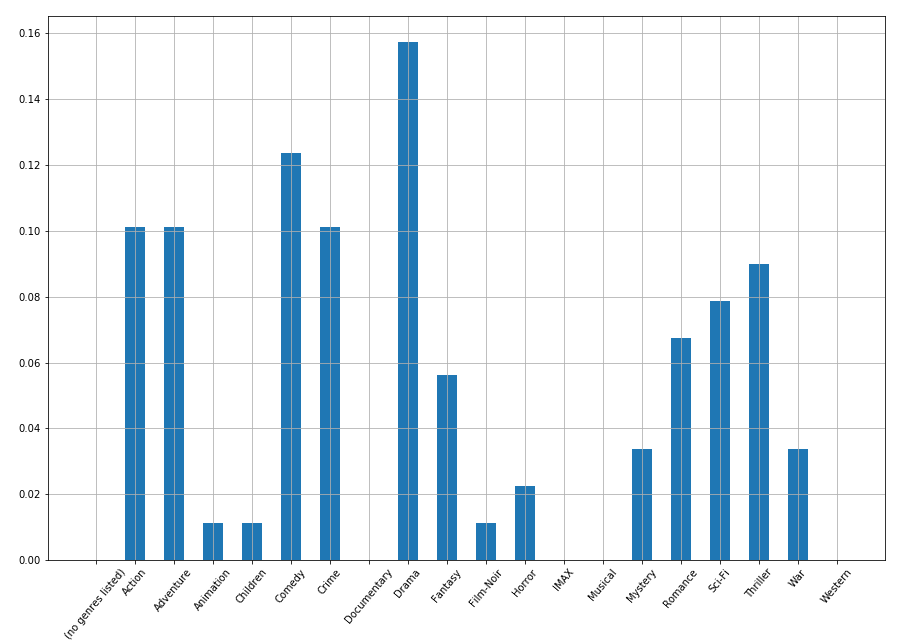 0.16
0.14
0.12
0.10
0.08
0.06
0.04
0.02
0.00
(no genres listed)
Action
Adventure
Animation
Children
Comedy
Crime
Documentary
Drama
Fantasy
Film-Noir
Horror
IMAX
Musical
Mystery
Romance
Sci-Fi
Thriller
War
Western